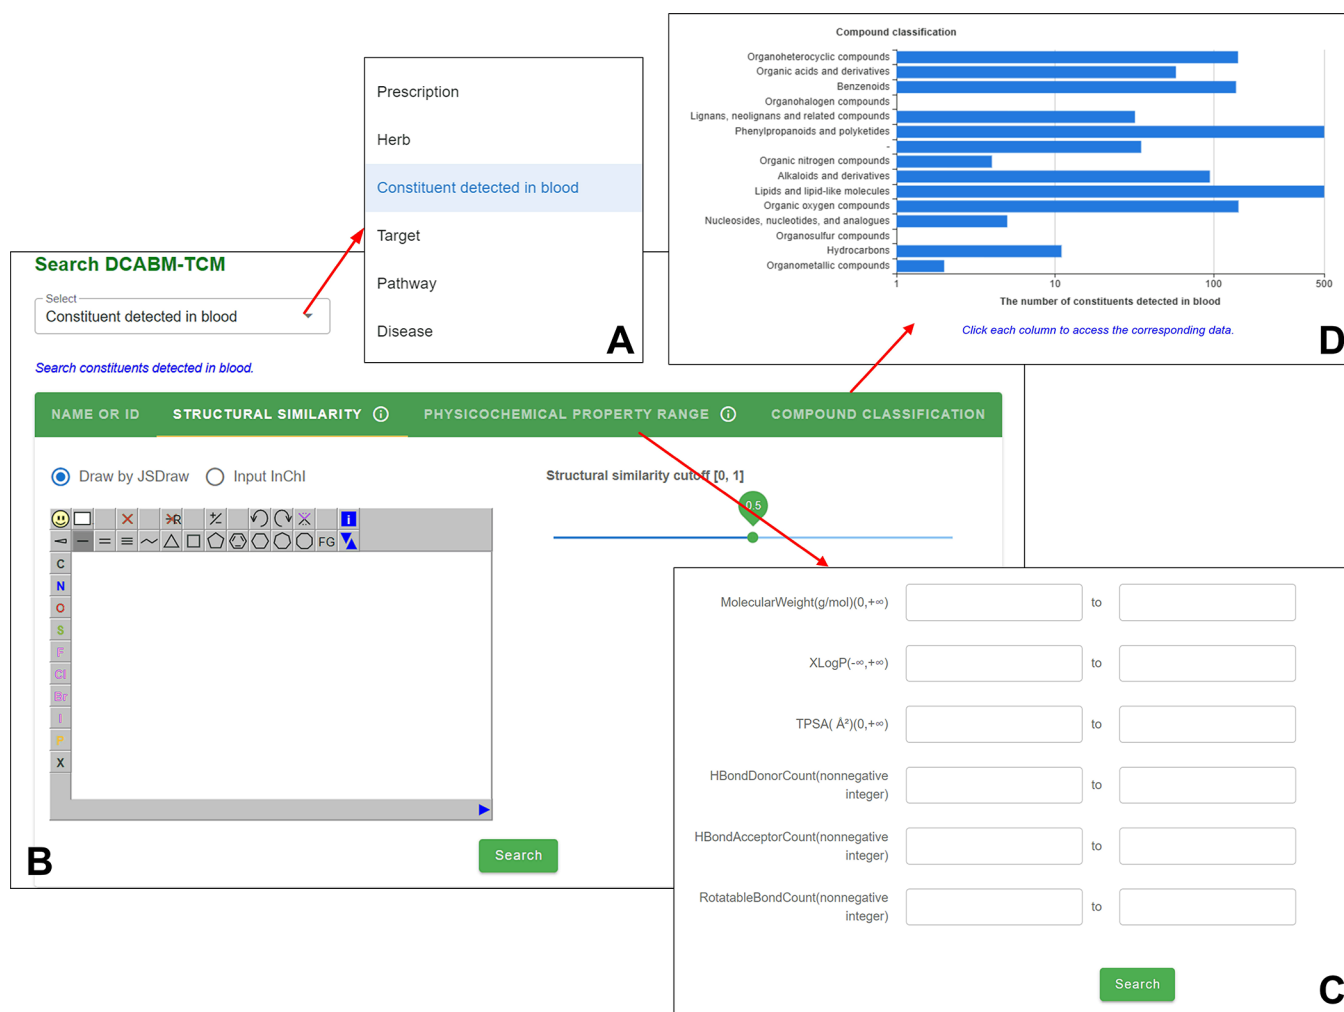 Prescription
Herb
Constituent detected in blood
Target
Pathway
Disease
A
Compound classification
Organoheterocyclic compounds
Organic acids and derivatives
Benzenoids
Organohalogen compounds
Lignans, neolignans and related compounds
Phenylpropanoids and polyketides
-
Organic nitrogen compounds
Alkaloids and derivatives
Lipids and lipid-like molecules
Organic oxygen compounds
Nucleosides, nucleotides, and analogues
Organosulfur compounds
Hydrocarbons
Organometallic compounds
1 10 100 500
The number of constituents detected in blood
Click each column to access the corresponding data.
D
Search DCABM-TCM
Select
Constituent detected in blood
Search constituents detected in blood.
NAME OR ID STRUCTURAL SIMILARITY i PHYSICOCHEMICAL PROPERTY RANGE i COMPOUND CLASSIFICATION
Draw by JSDraw Input InChI
Structural similarity cutoff [0, 1]
0.5
R +/- i
FG
C
N
O
S
F
Cl
Br
I
P
X
Search
B
MolecularWeight(g/mol)(0,+∞) to
XLogP(-∞,+∞) to
TPSA( Å²)(0,+∞) to
HBondDonorCount(nonnegative
integer) to
HBondAcceptorCount(nonnegative
integer) to
RotatableBondCount(nonnegative
integer) to
Search
C